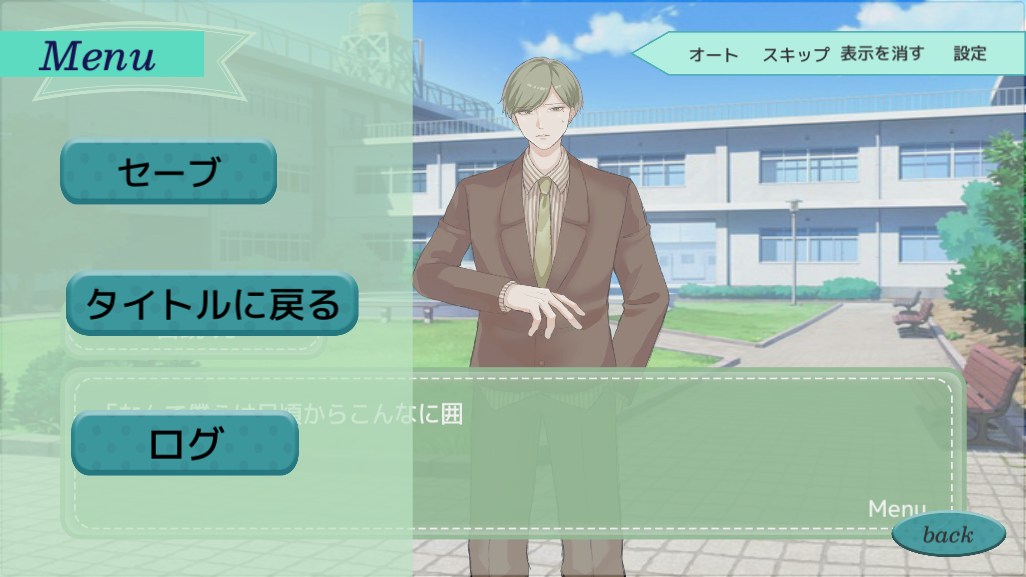 Menu
オート スキップ 表示を消す 設定
セーブ
タイトルに戻る
からこんなに囲
ログ
Menu
back